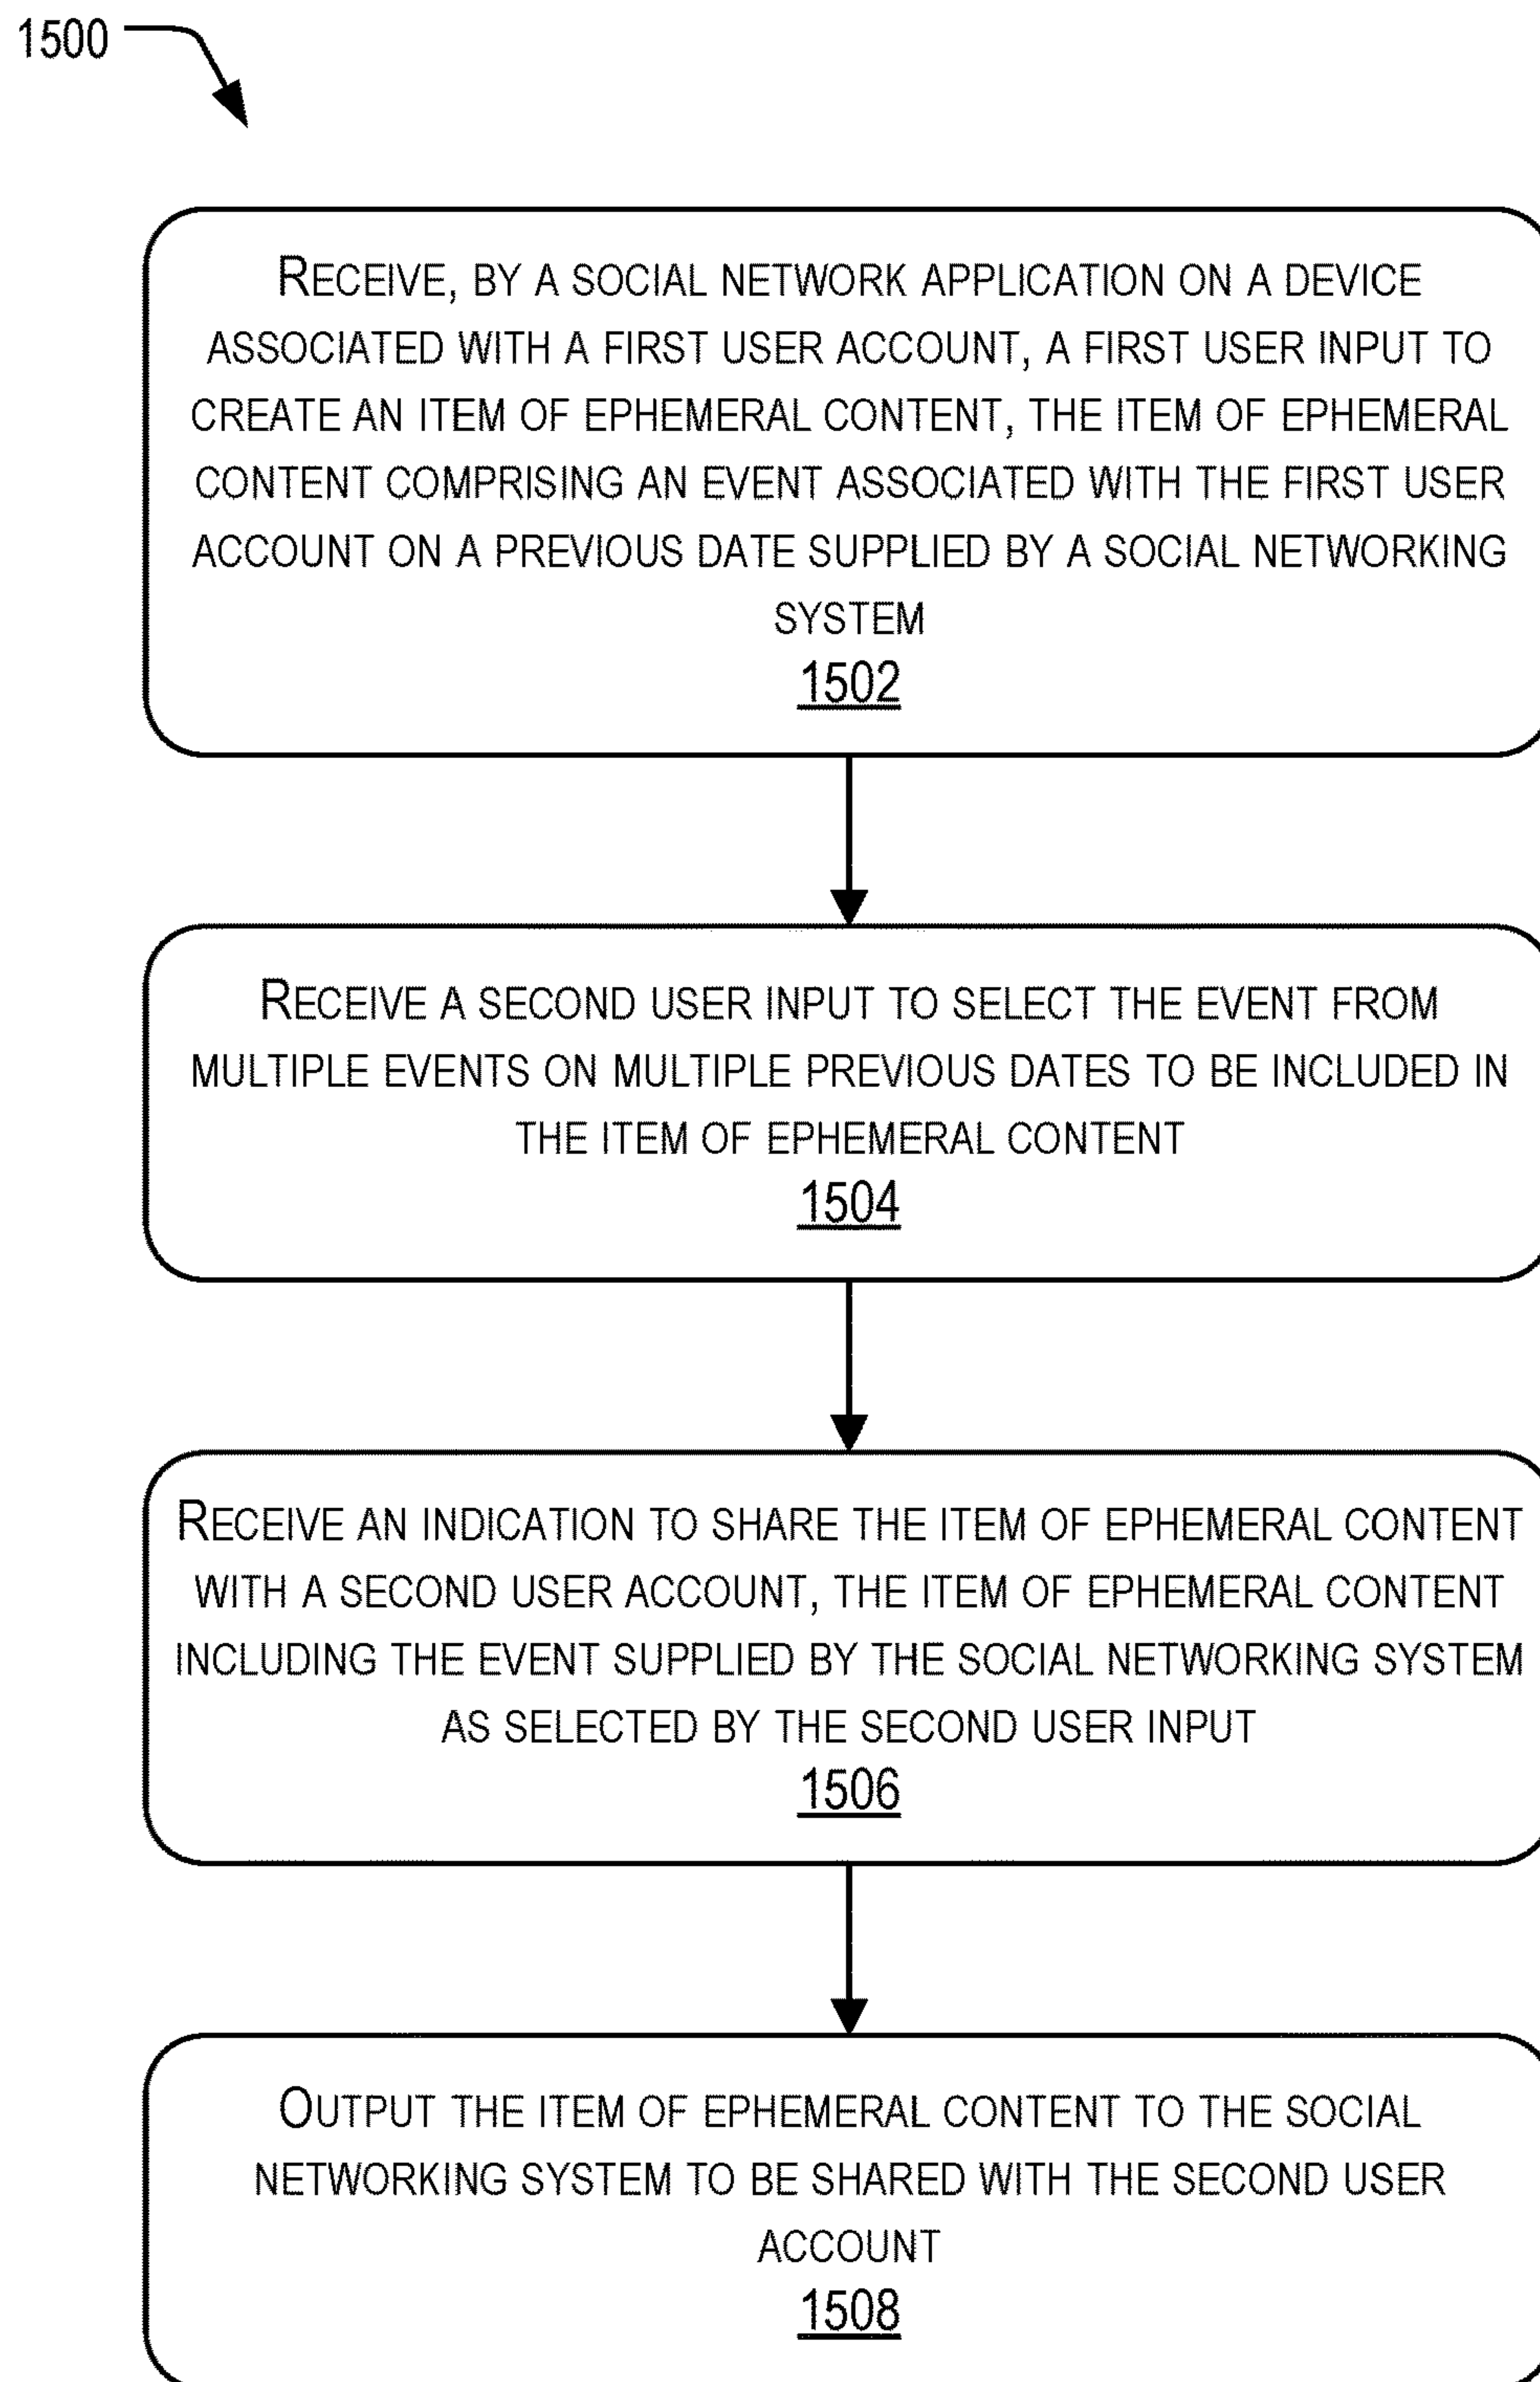 1500
RECEIVE, BY A SOCIAL NETWORK APPLICATION ON A DEVICE
ASSOCIATED WITH A FIRST USER ACCOUNT, A FIRST USER INPUT TO
CREATE AN ITEM OF EPHEMERAL CONTENT, THE ITEM OF EPHEMERAL
CONTENT COMPRISING AN EVENT ASSOCIATED WITH THE FIRST USER
ACCOUNT ON A PREVIOUS DATE SUPPLIED BY A SOCIAL NETWORKING
SYSTEM
1502
RECEIVE A SECOND USER INPUT TO SELECT THE EVENT FROM
MULTIPLE EVENTS ON MULTIPLE PREVIOUS DATES TO BE INCLUDED IN
THE ITEM OF EPHEMERAL CONTENT
1504
RECEIVE AN INDICATION TO SHARE THE ITEM OF EPHEMERAL CONTENT
WITH A SECOND USER ACCOUNT, THE ITEM OF EPHEMERAL CONTENT
INCLUDING THE EVENT SUPPLIED BY THE SOCIAL NETWORKING SYSTEM
AS SELECTED BY THE SECOND USER INPUT
1506
OUTPUT THE ITEM OF EPHEMERAL CONTENT TO THE SOCIAL
NETWORKING SYSTEM TO BE SHARED WITH THE SECOND USER
ACCOUNT
1508